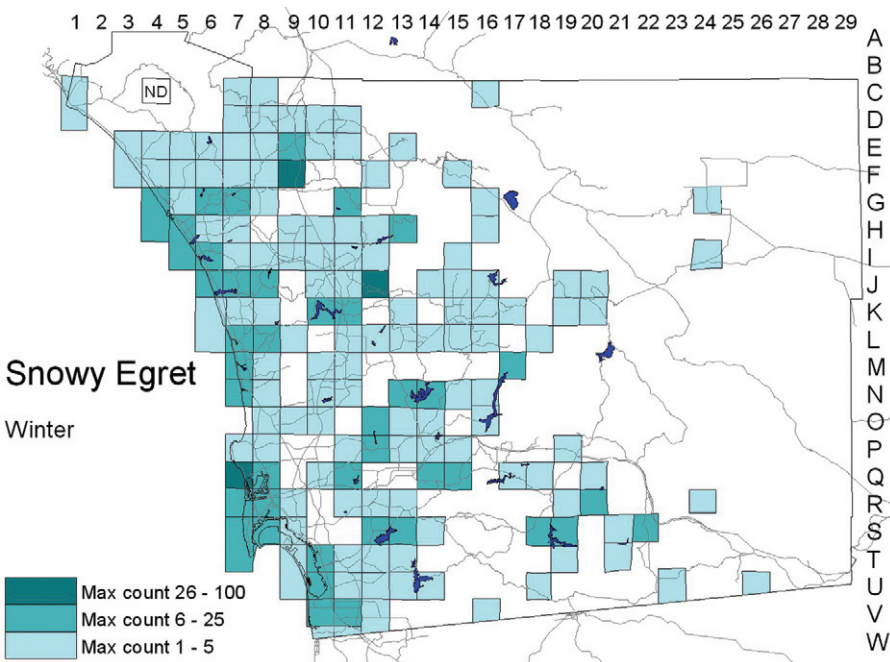 1 2 3 4 5 6 7 8 9 10 11 12 13 14 15 16 17 18 19 20 21 22 23 24 25 26 27 28 29
A
B
C
ND
D
E
F
G
H
I
J
K
L
M
Snowy Egret
N
O
Winter
P
Q
R
S
T
U
V
W
Max count 26 - 100
Max count 6 - 25
Max count 1 - 5